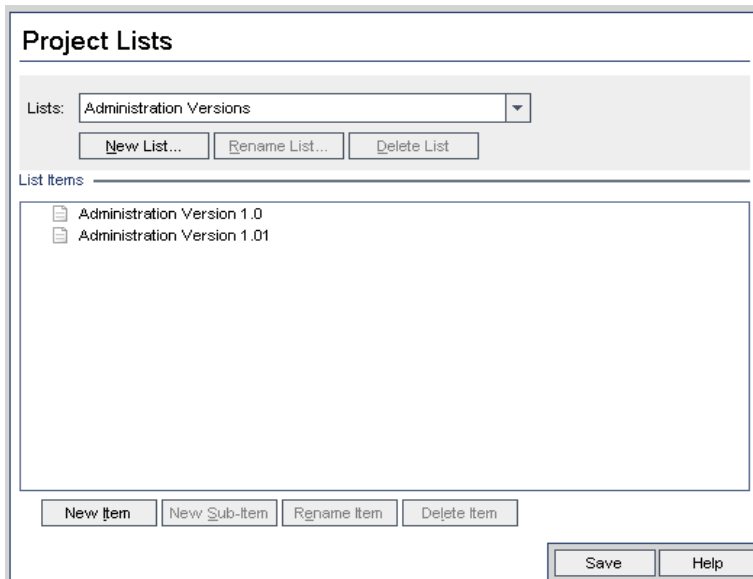 Project Lists
Lists: Administration Versions
New List... Rename List... Delete List
List Items
Administration Version 1.0
Administration Version 1.01
New Item New Sub-Item Rename Item Delete Item
Save Help